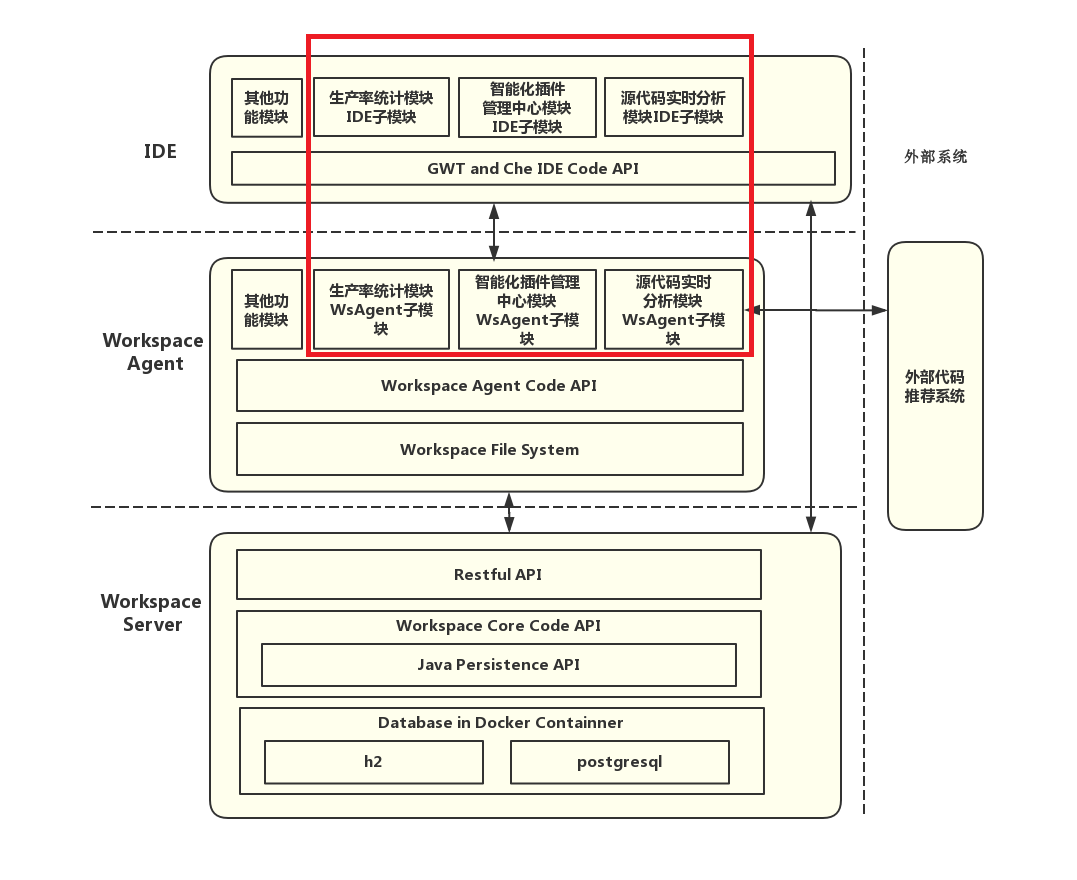 其他功
能模块
生产率统计模块
IDE子模块
智能化插件
管理中心模块
IDE子模块
源代码实时分析
模块IDE子模块
IDE
GWT and Che IDE Code API
外部系统
其他功
能模块
生产率统计模块
WsAgent子模
块
智能化插件管理
中心模块
WsAgent子模
块
源代码实时
分析模块
WsAgent子模
块
Workspace
Agent
Workspace Agent Code API
外部代码
推荐系统
Workspace File System
Restful API
Workspace
Server
Workspace Core Code API
Java Persistence API
Database in Docker Containner
h2
postgresql